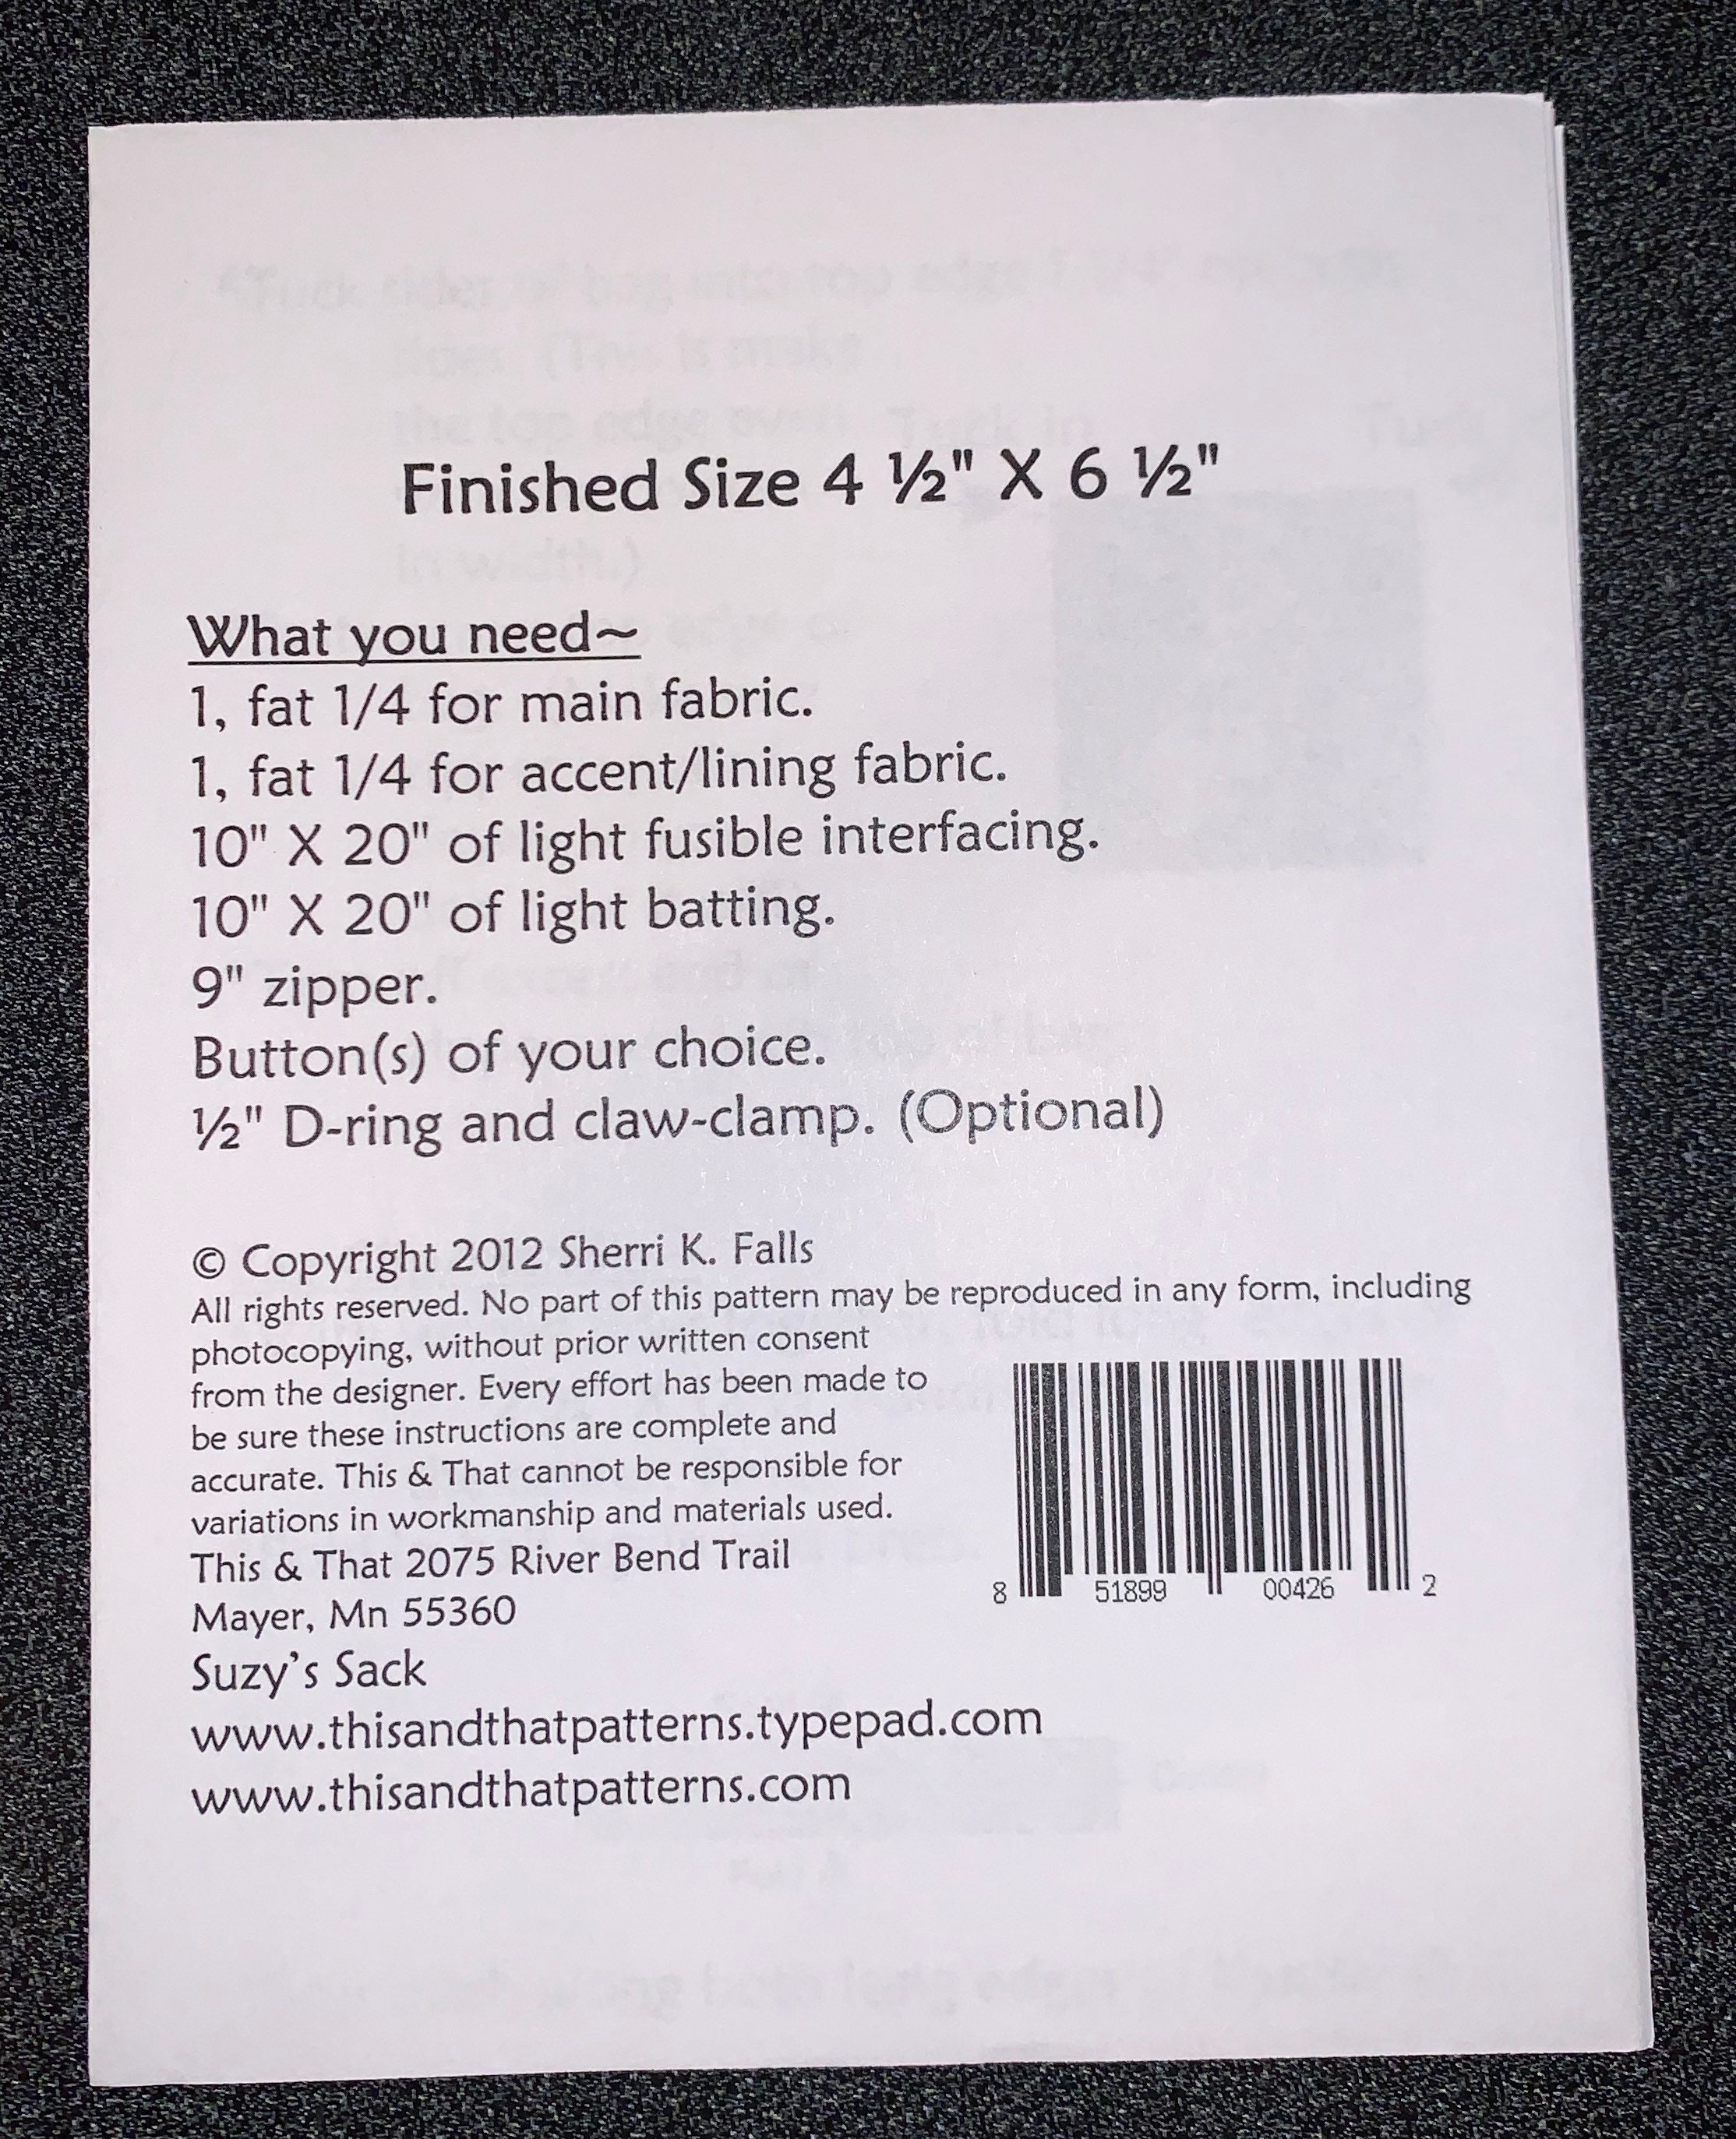 Finished Size 4 ½" X 6 ½"
What you need~
1, fat 1/4 for main fabric.
1, fat 1/4 for accent/lining fabric.
10" X 20" of light fusible interfacing.
10" X 20" of light batting.
9" zipper.
Button(s) of your choice.
½" D-ring and claw-clamp. (Optional)
© Copyright 2012 Sherri K. Falls
All rights reserved. No part of this pattern may be reproduced in any form, including
photocopying, without prior written consent
from the designer. Every effort has been made to
be sure these instructions are complete and
accurate. This & That cannot be responsible for
variations in workmanship and materials used.
This & That 2075 River Bend Trail
Mayer, Mn 55360
Suzy's Sack
www.thisandthatpatterns.typepad.com
www.thisandthatpatterns.com
8 51899 00426 2